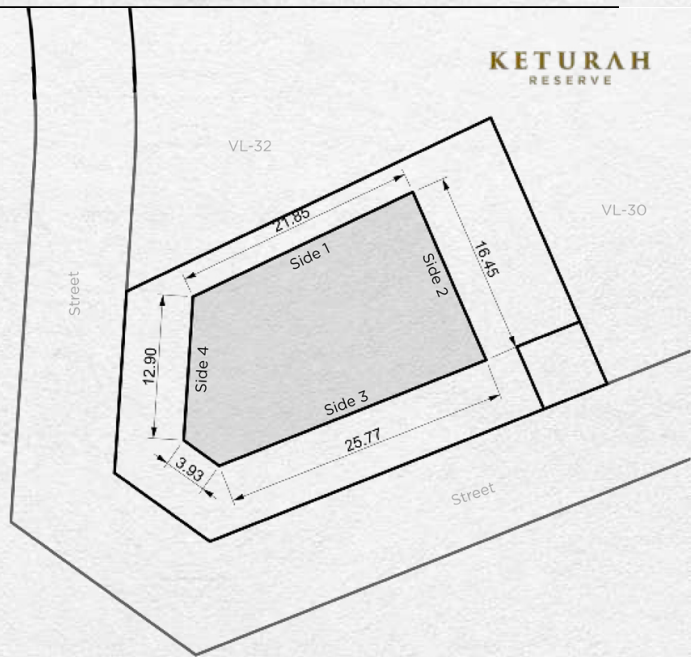 KETURAH
RESERVE
VL-32
VL-30
21.85
Side 1
Side 2
16.45
Street
12.90
Side 4
Side 3
25.77
3.93
Street